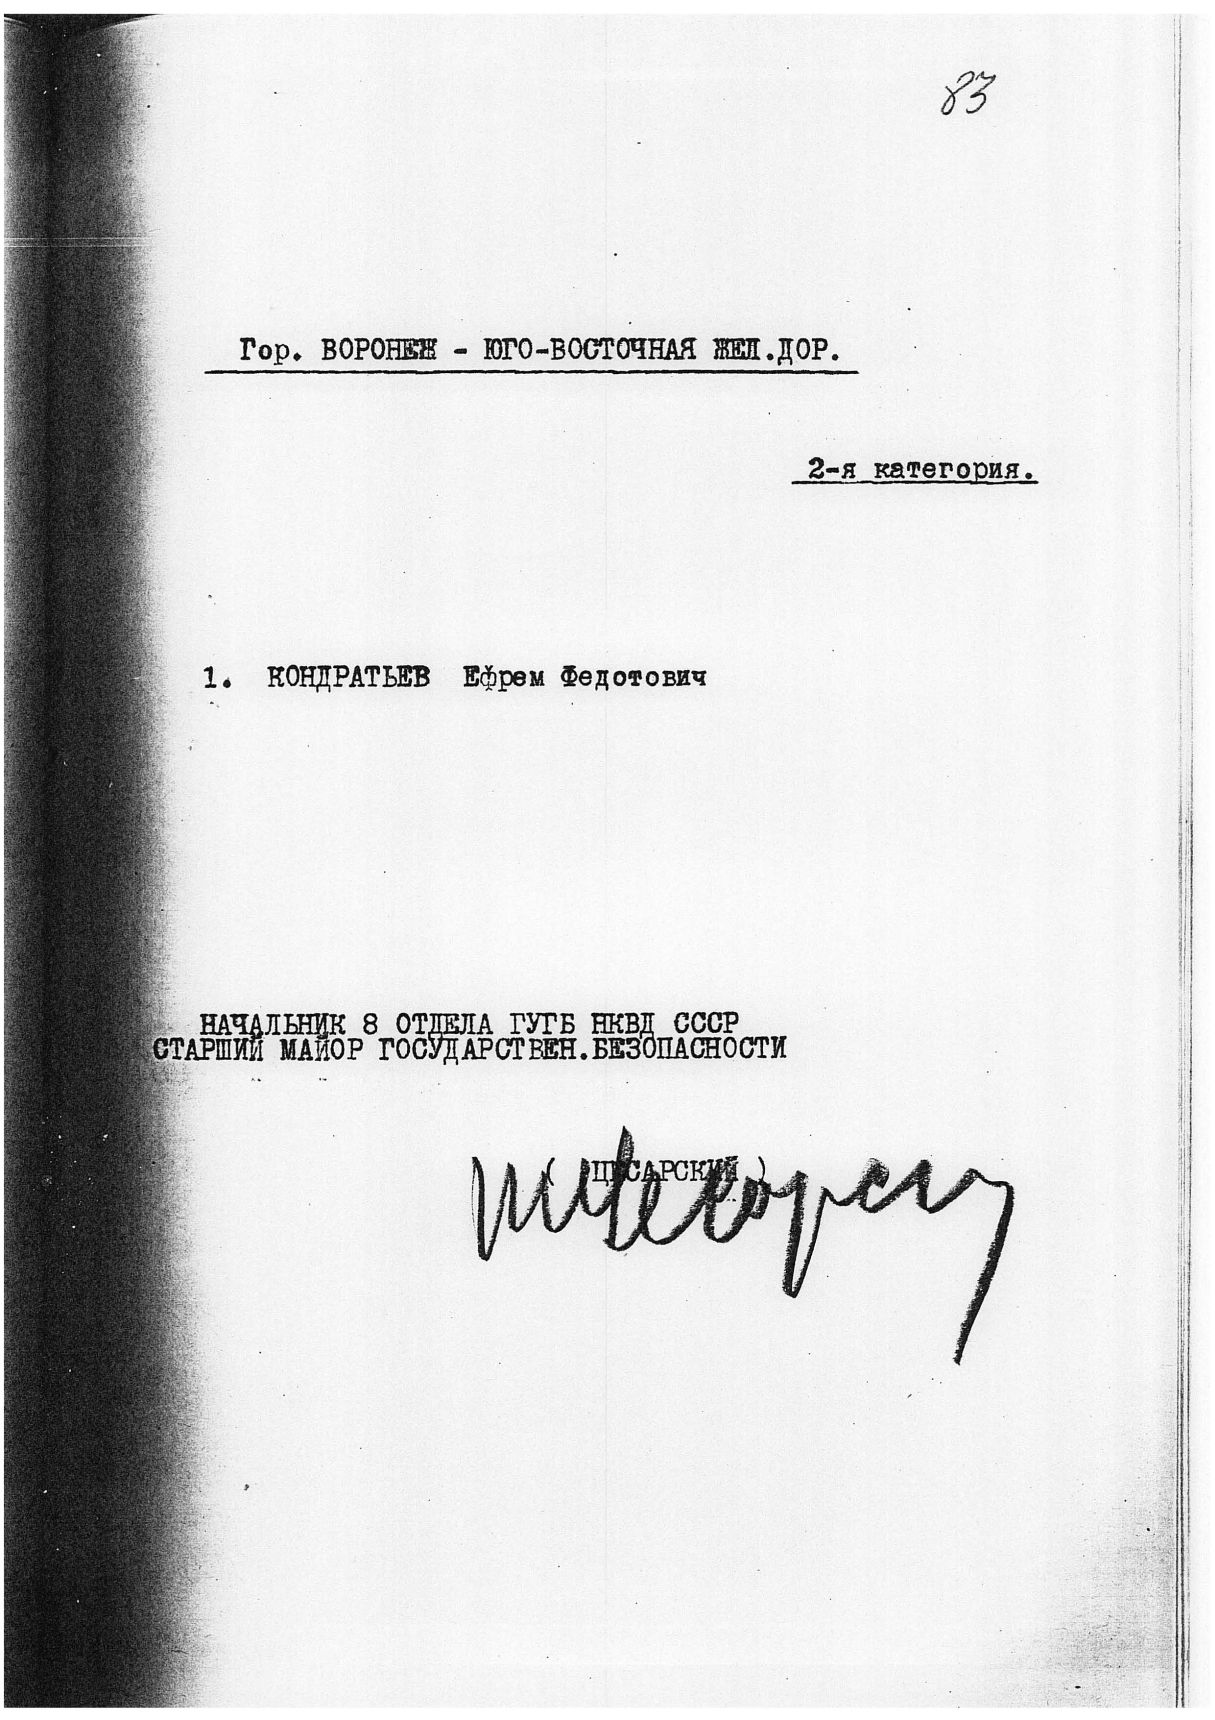 83
Гор. ВОРОНЕЖ - ЮГО-ВОСТОЧНАЯ ЖЕЛ.ДОР.
2-я категория.
1. КОНДРАТЬЕВ Ефрем Федотович
НАЧАЛЬНИК 8 ОТДЕЛА ГУГБ НКВД СССР
СТАРШИЙ МАЙОР ГОСУДАРСТВЕН.БЕЗОПАСНОСТИ
( ЦЕСАРСКИЙ )